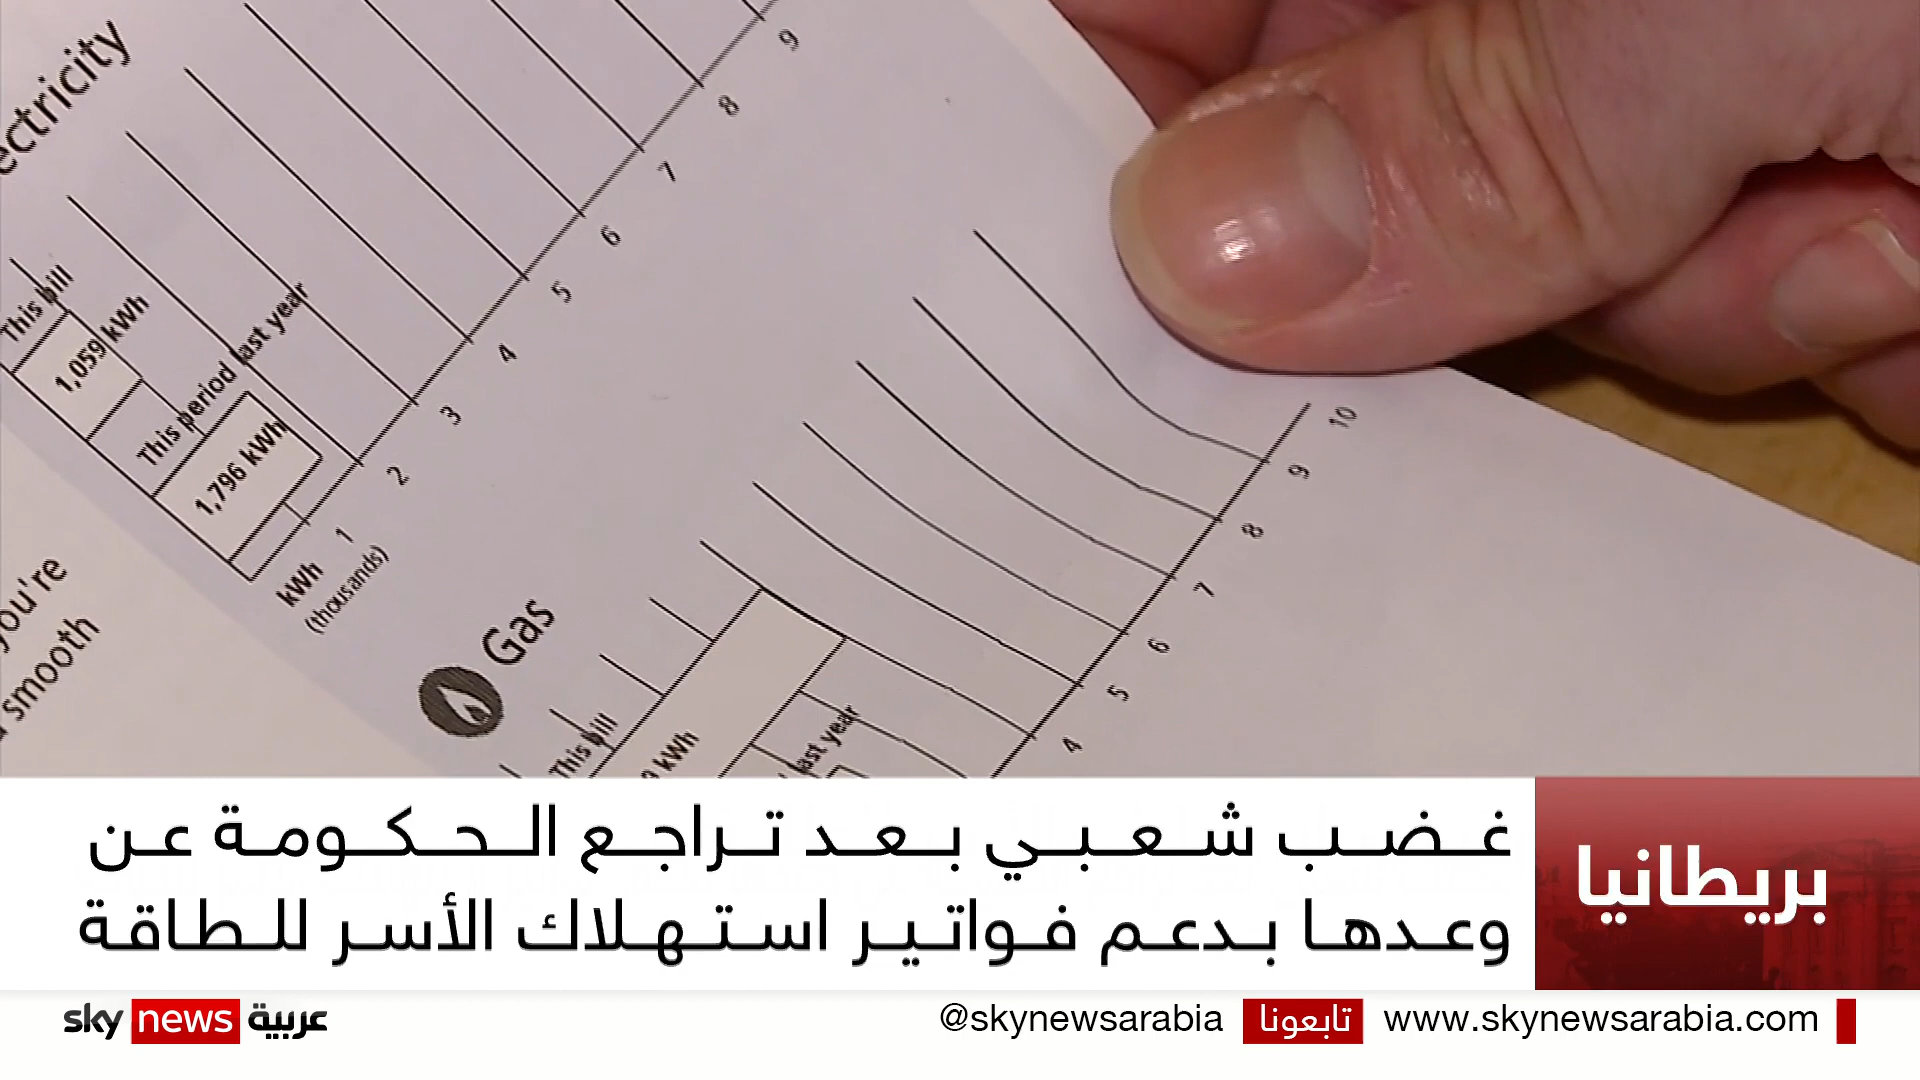 ectricity
This bill
1,059 kWh
This period last year
1,796 kWh
kWh 1 2 3 4 5 6 7 8 9
(thousands)
you're
smooth
Gas
This bill
kWh
last year
4 5 6 7 8 9 10
بريطانيا
غضب شعبي بعد تراجع الحكومة عن
وعدها بدعم فواتير استهلاك الأسر للطاقة
sky news عربية
@skynewsarabia تابعونا www.skynewsarabia.com